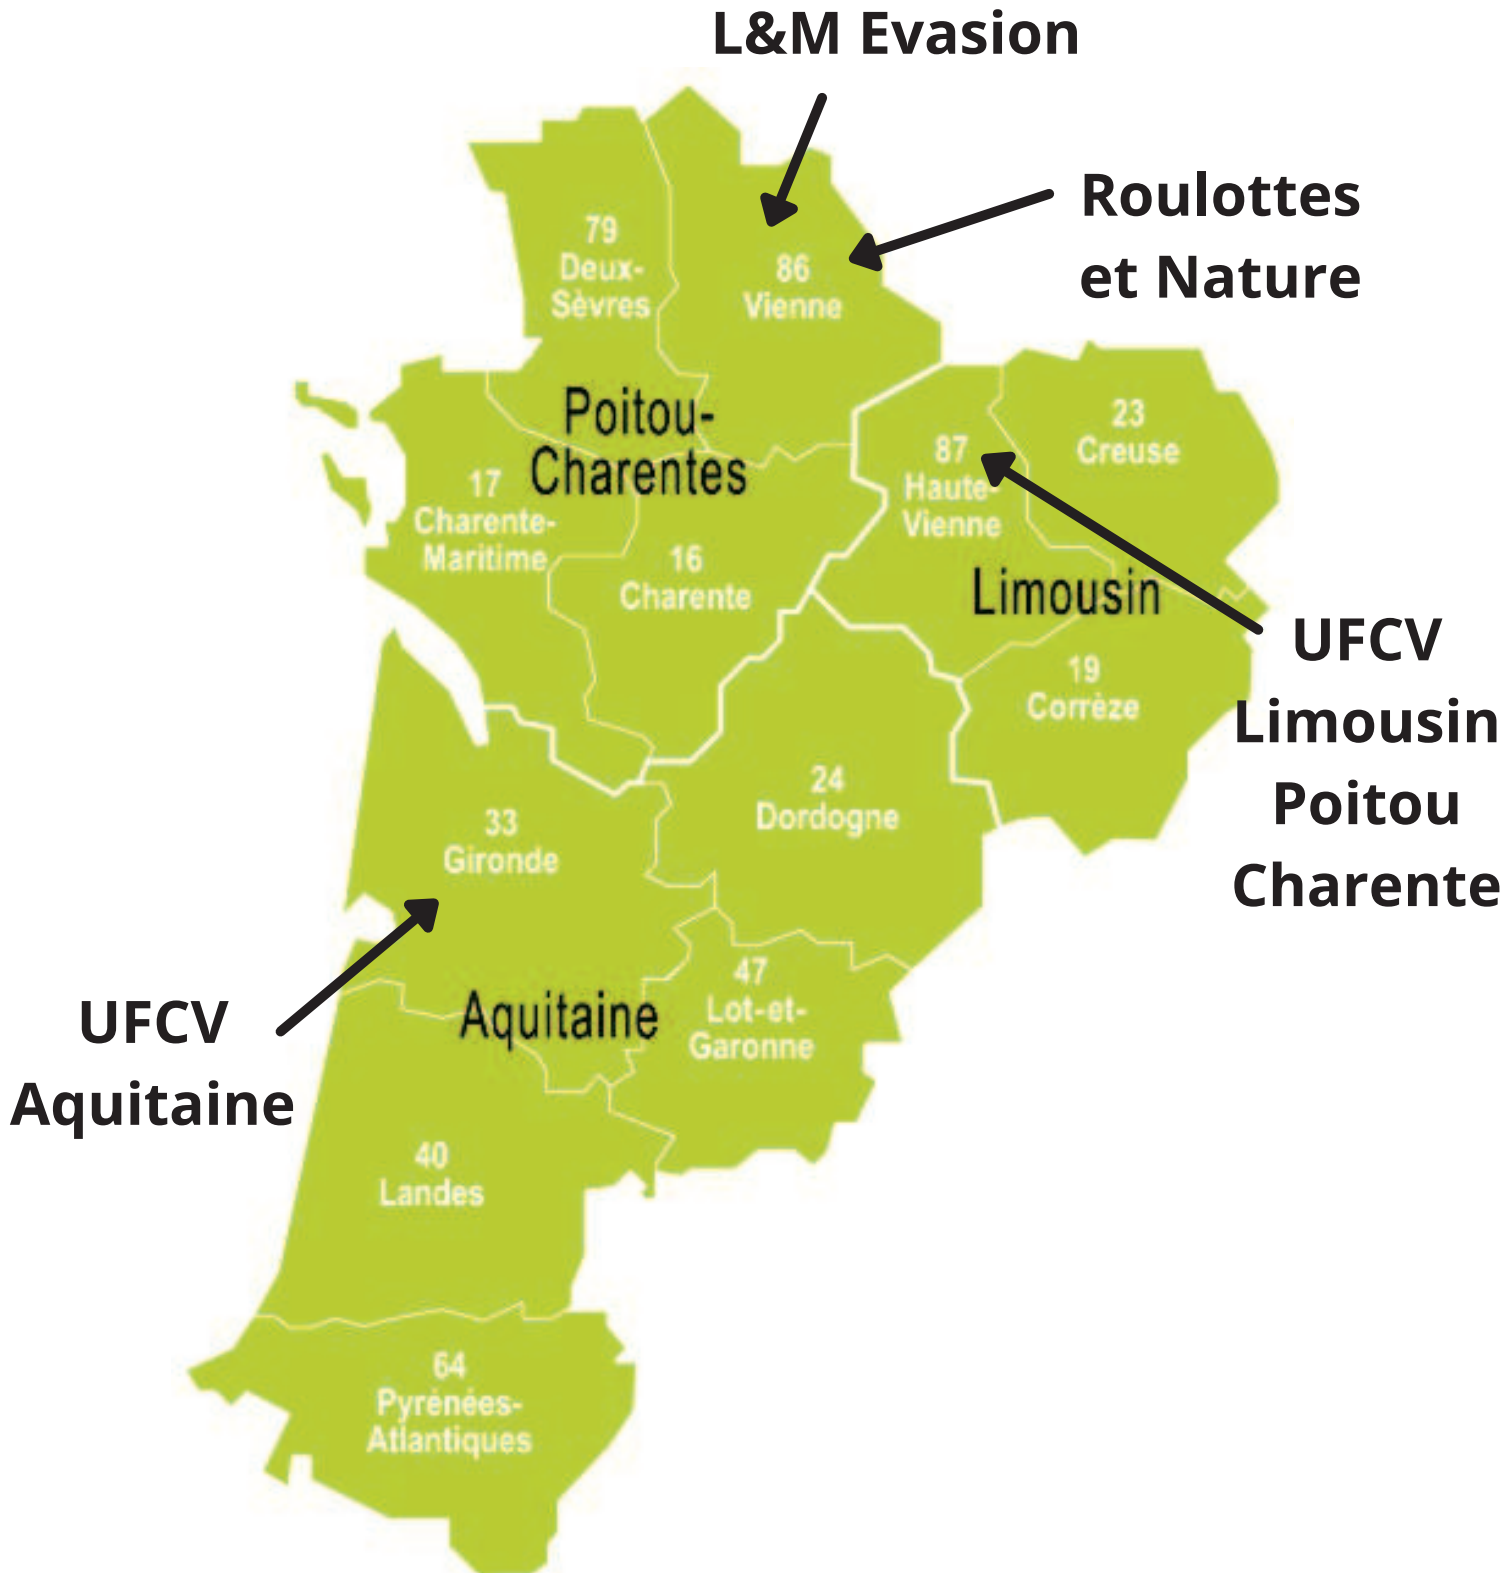 L&M Evasion
Roulottes
et Nature
79
Deux-
Sèvres
86
Vienne
Poitou-
Charentes
23
Creuse
87
Haute-
Vienne
17
Charente-
Maritime
16
Charente
Limousin
UFCV
Limousin
Poitou
Charente
19
Corrèze
24
Dordogne
33
Gironde
47
Lot-et-
Garonne
Aquitaine
UFCV
Aquitaine
40
Landes
64
Pyrénées-
Atlantiques